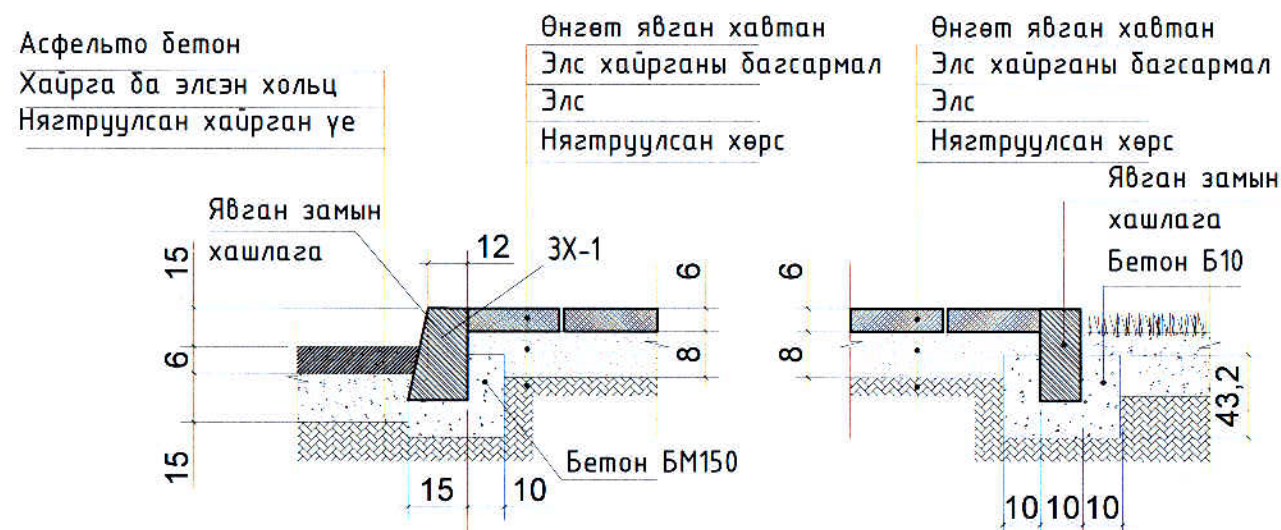 Асфельто бетон
Хайрга ба элсэн хольц
Нягтруулсан хайрган үе
Өнгөт явган хавтан
Элс хайрганы багсармал
Элс
Нягтруулсан хөрс
Өнгөт явган хавтан
Элс хайрганы багсармал
Элс
Нягтруулсан хөрс
Явган замын
хашлага
12
ЗХ-1
Явган замын
хашлага
Бетон Б10
15
6
15
6
8
6
8
43,2
Бетон БМ150
15
10
10
10
10